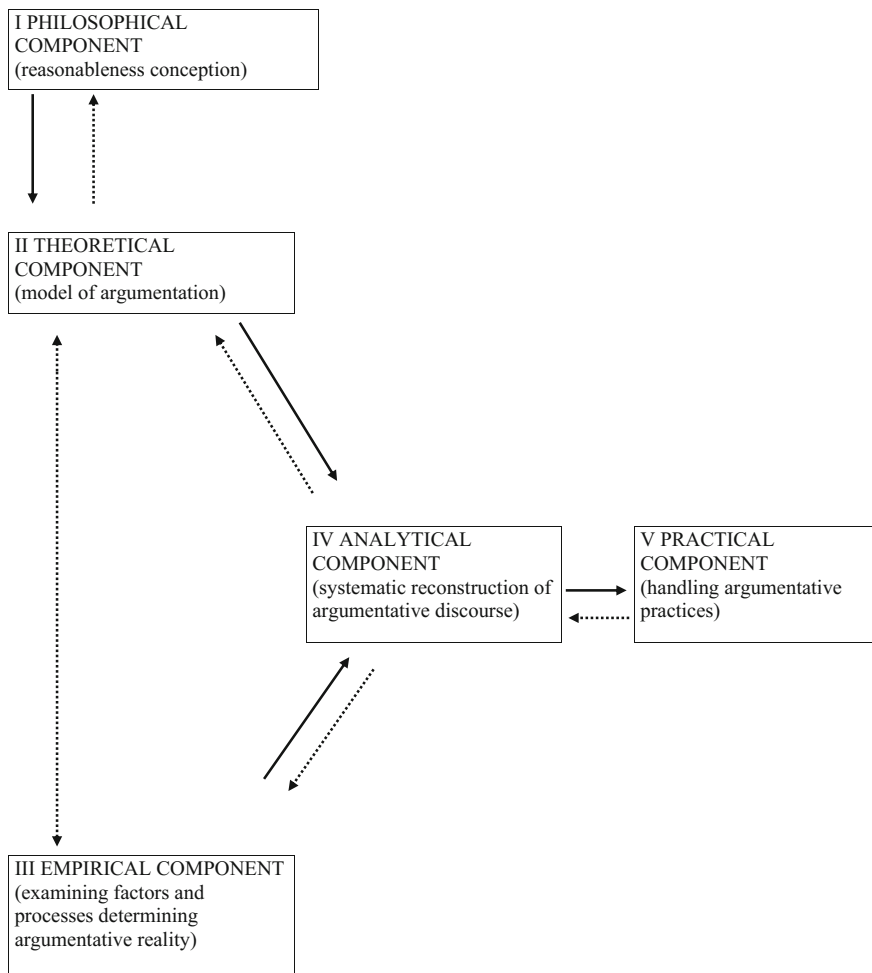 I PHILOSOPHICAL
COMPONENT
(reasonableness conception)
II THEORETICAL
COMPONENT
(model of argumentation)
IV ANALYTICAL
COMPONENT
(systematic reconstruction of
argumentative discourse)
V PRACTICAL
COMPONENT
(handling argumentative
practices)
III EMPIRICAL COMPONENT
(examining factors and
processes determining
argumentative reality)